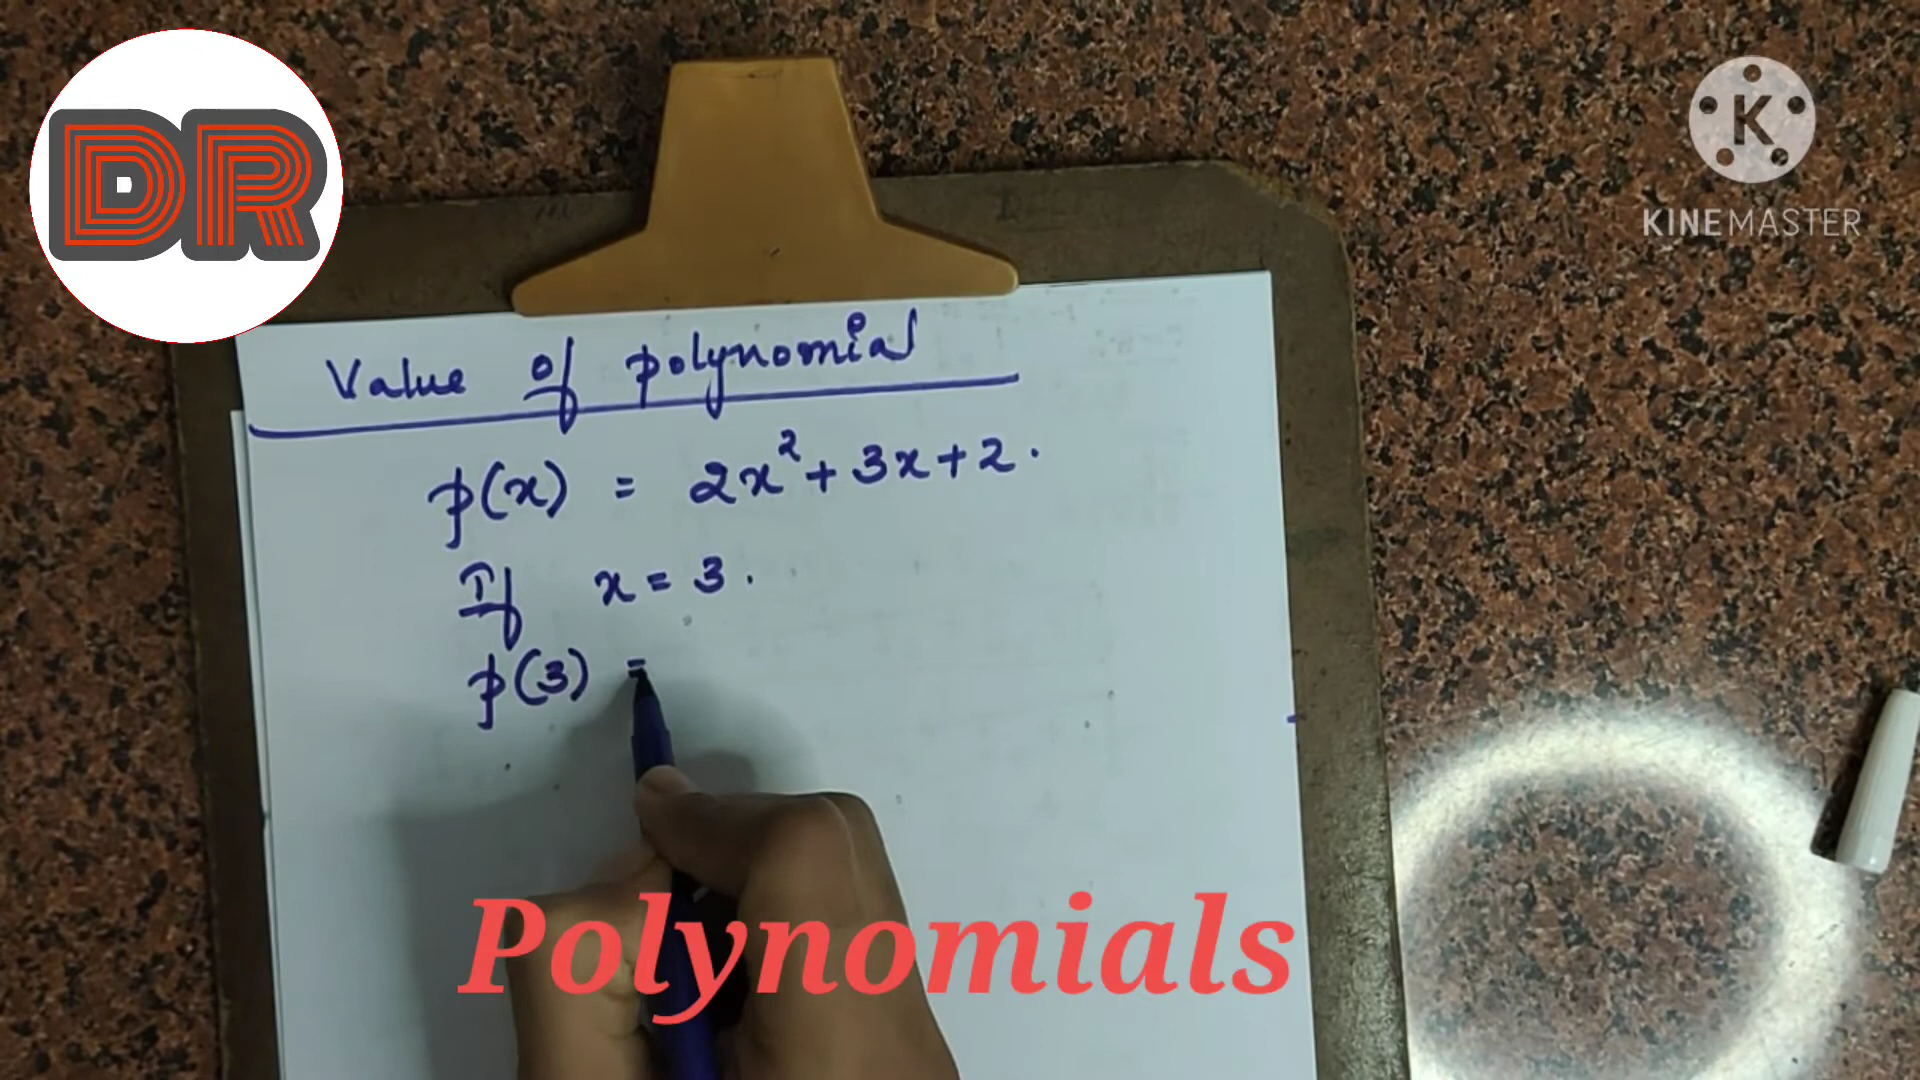 DR
K
KINEMASTER
Value of polynomial
p(x) = 2x² + 3x + 2.
If x = 3.
p(3) =
Polynomials